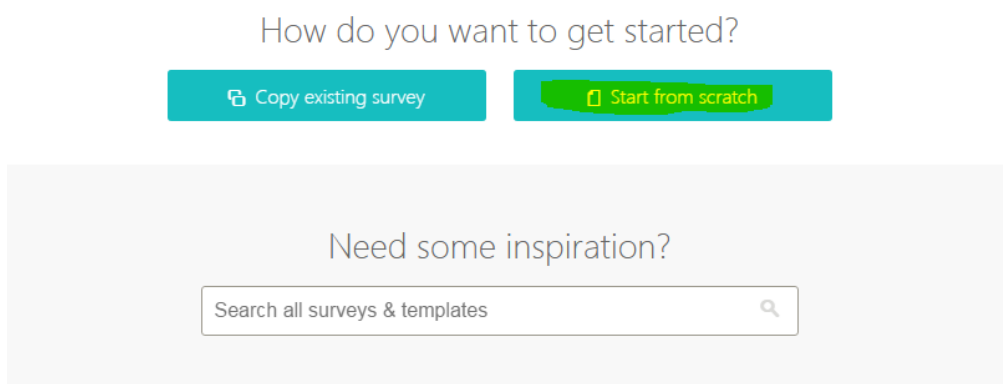 How do you want to get started?
Copy existing survey
Start from scratch
Need some inspiration?
Search all surveys & templates